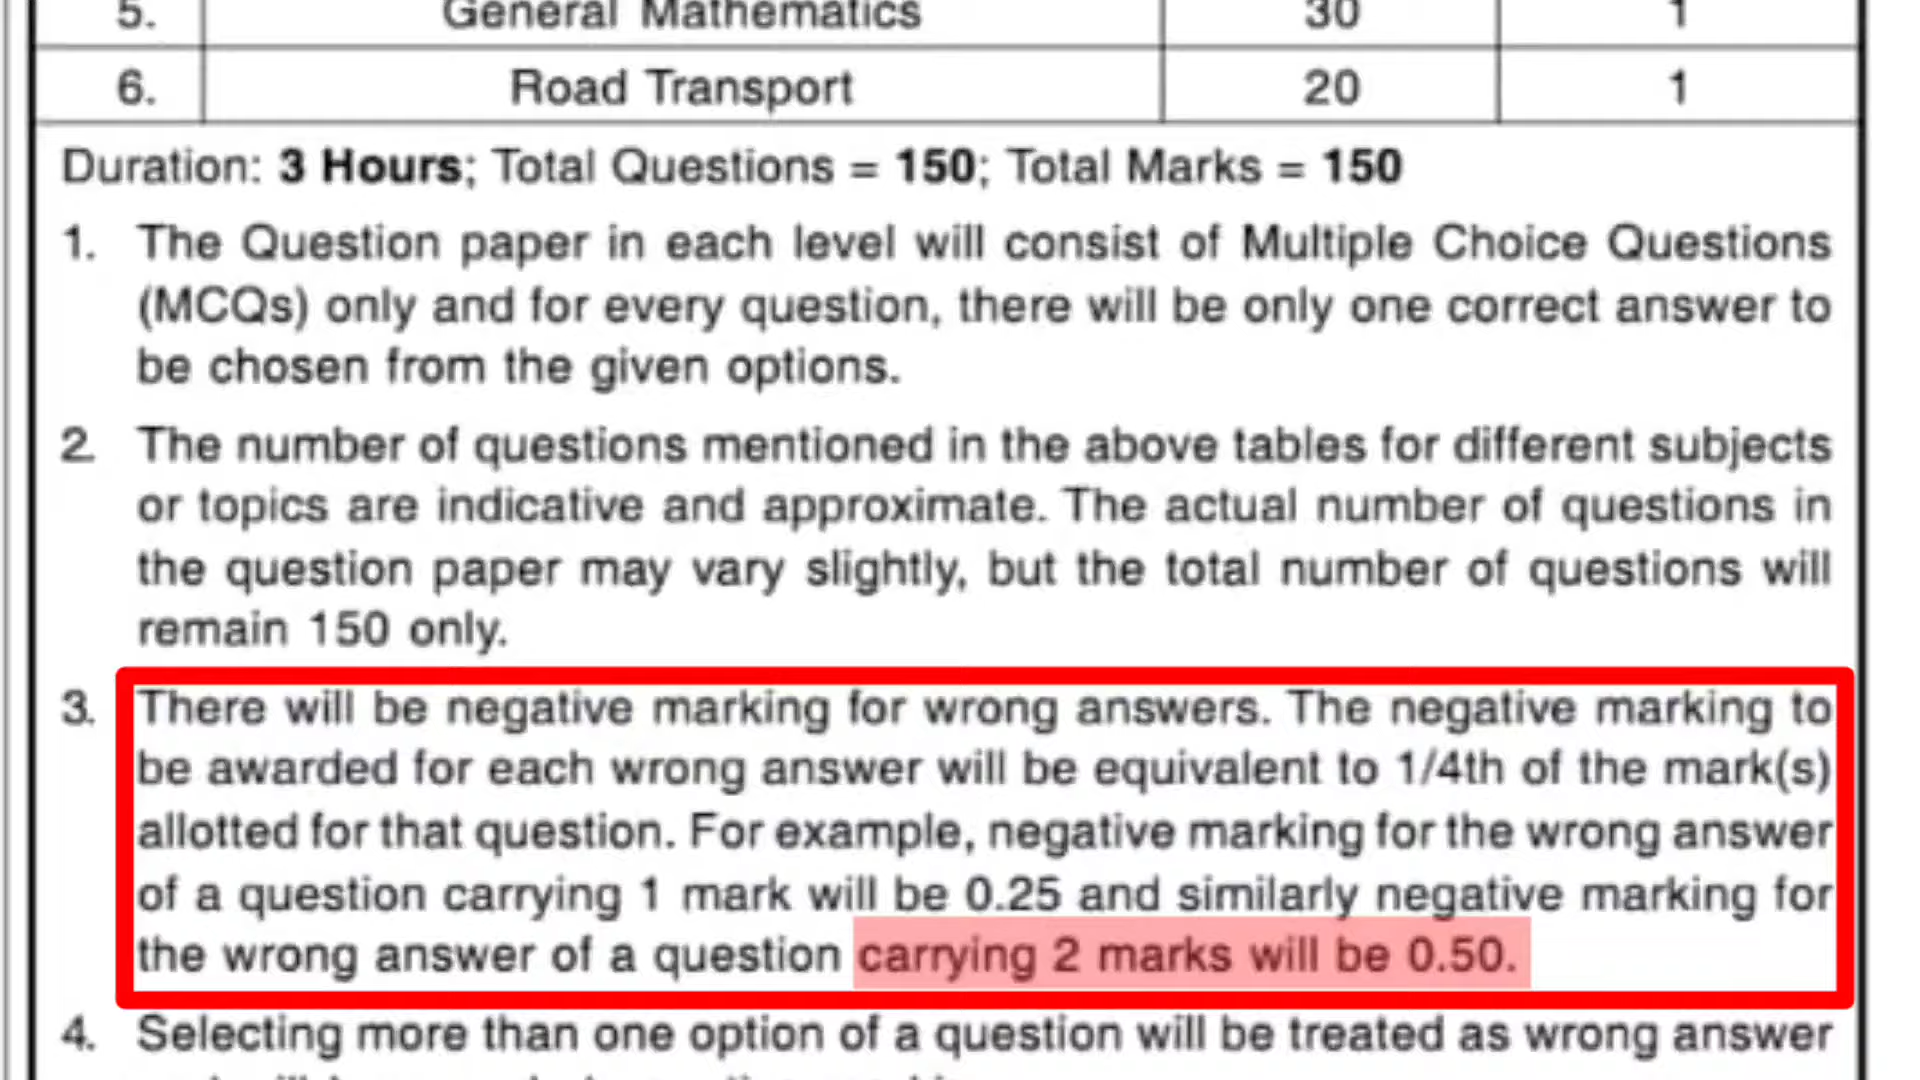 5. General Mathematics 30 1
6. Road Transport 20 1
Duration: 3 Hours; Total Questions = 150; Total Marks = 150
1. The Question paper in each level will consist of Multiple Choice Questions
(MCQs) only and for every question, there will be only one correct answer to
be chosen from the given options.
2. The number of questions mentioned in the above tables for different subjects
or topics are indicative and approximate. The actual number of questions in
the question paper may vary slightly, but the total number of questions will
remain 150 only.
3. There will be negative marking for wrong answers. The negative marking to
be awarded for each wrong answer will be equivalent to 1/4th of the mark(s)
allotted for that question. For example, negative marking for the wrong answer
of a question carrying 1 mark will be 0.25 and similarly negative marking for
the wrong answer of a question carrying 2 marks will be 0.50.
4. Selecting more than one option of a question will be treated as wrong answer